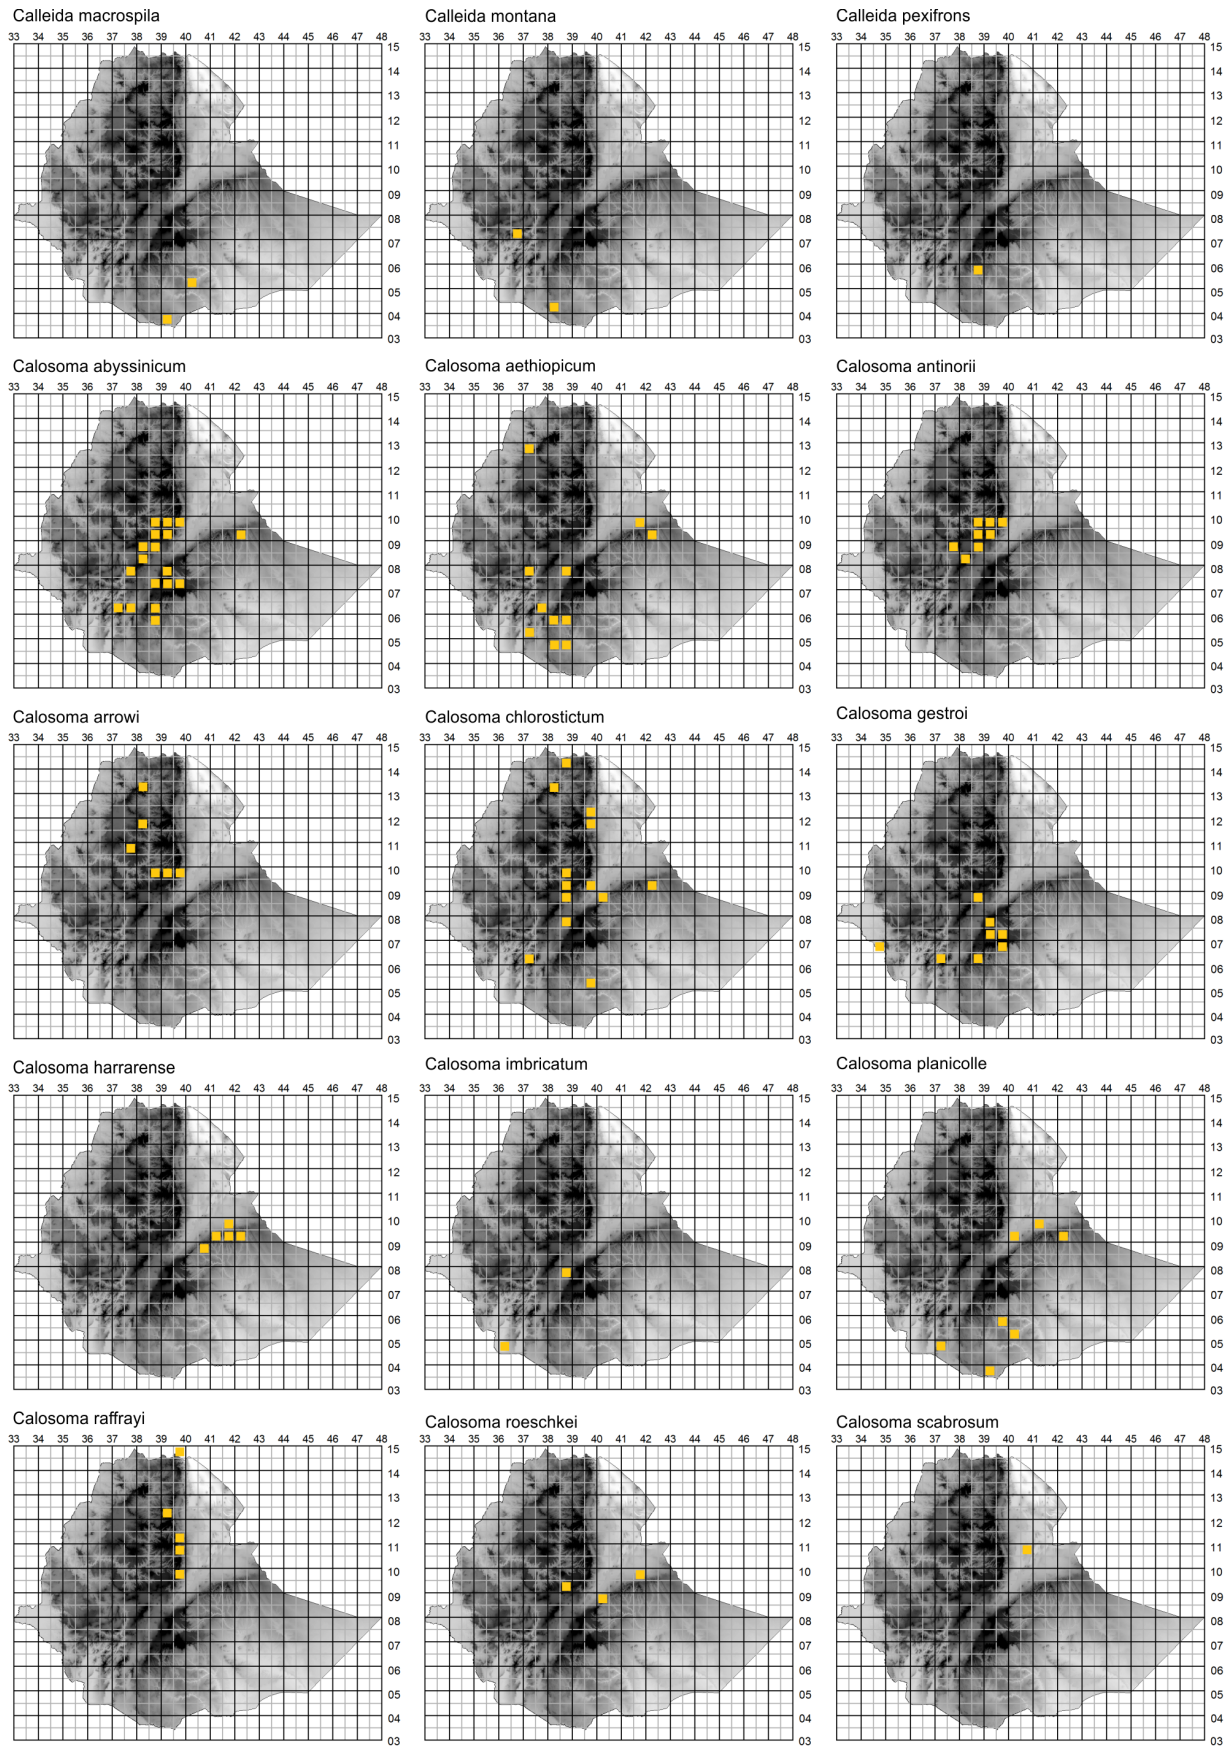 Calleida macrospila Calleida montana Calleida pexifrons
33 34 35 36 37 38 39 40 41 42 43 44 45 46 47 48 33 34 35 36 37 38 39 40 41 42 43 44 45 46 47 48 33 34 35 36 37 38 39 40 41 42 43 44 45 46 47 48
15 15 15
14 14 14
13 13 13
12 12 12
11 11 11
10 10 10
09 09 09
08 08 08
07 07 07
06 06 06
05 05 05
04 04 04
03 03 03
Calosoma abyssinicum Calosoma aethiopicum Calosoma antinorii
33 34 35 36 37 38 39 40 41 42 43 44 45 46 47 48 33 34 35 36 37 38 39 40 41 42 43 44 45 46 47 48 33 34 35 36 37 38 39 40 41 42 43 44 45 46 47 48
15 15 15
14 14 14
13 13 13
12 12 12
11 11 11
10 10 10
09 09 09
08 08 08
07 07 07
06 06 06
05 05 05
04 04 04
03 03 03
Calosoma arrowi Calosoma chlorostictum Calosoma gestroi
33 34 35 36 37 38 39 40 41 42 43 44 45 46 47 48 33 34 35 36 37 38 39 40 41 42 43 44 45 46 47 48 33 34 35 36 37 38 39 40 41 42 43 44 45 46 47 48
15 15 15
14 14 14
13 13 13
12 12 12
11 11 11
10 10 10
09 09 09
08 08 08
07 07 07
06 06 06
05 05 05
04 04 04
03 03 03
Calosoma harrarense Calosoma imbricatum Calosoma planicolle
33 34 35 36 37 38 39 40 41 42 43 44 45 46 47 48 33 34 35 36 37 38 39 40 41 42 43 44 45 46 47 48 33 34 35 36 37 38 39 40 41 42 43 44 45 46 47 48
15 15 15
14 14 14
13 13 13
12 12 12
11 11 11
10 10 10
09 09 09
08 08 08
07 07 07
06 06 06
05 05 05
04 04 04
03 03 03
Calosoma raffrayi Calosoma roeschkei Calosoma scabrosum
33 34 35 36 37 38 39 40 41 42 43 44 45 46 47 48 33 34 35 36 37 38 39 40 41 42 43 44 45 46 47 48 33 34 35 36 37 38 39 40 41 42 43 44 45 46 47 48
15 15 15
14 14 14
13 13 13
12 12 12
11 11 11
10 10 10
09 09 09
08 08 08
07 07 07
06 06 06
05 05 05
04 04 04
03 03 03